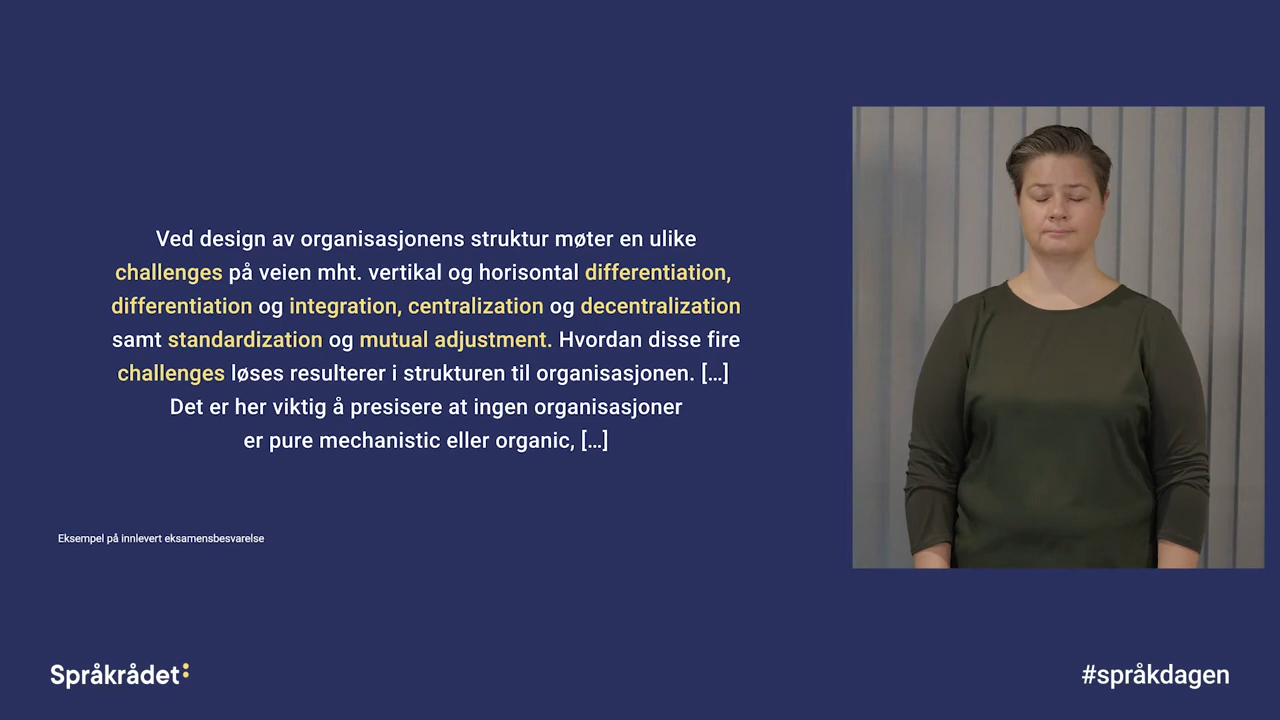 Ved design av organisasjonens struktur møter en ulike
challenges på veien mht. vertikal og horisontal differentiation,
differentiation og integration, centralization og decentralization
samt standardization og mutual adjustment. Hvordan disse fire
challenges løses resulterer i strukturen til organisasjonen. [...]
Det er her viktig å presisere at ingen organisasjoner
er pure mechanistic eller organic, [...]
Eksempel på innlevert eksamensbesvarelse
Språkrådet:
#språkdagen